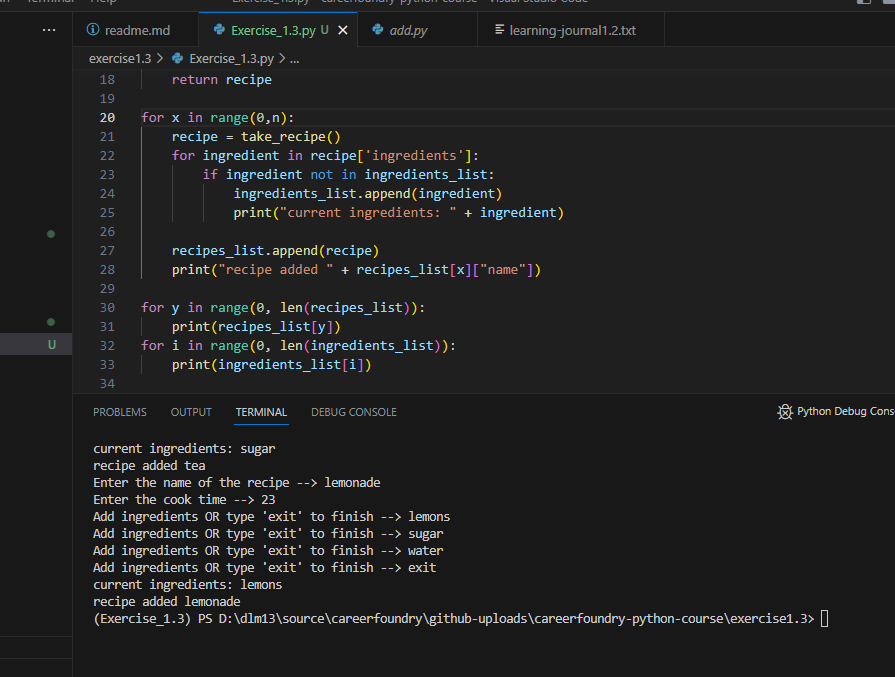 Terminal Help Exercise_1.3.py - careerfoundry-python-course - Visual Studio Code
readme.md
Exercise_1.3.py U
add.py
learning-journal1.2.txt
exercise1.3 > Exercise_1.3.py > ...
18 return recipe
19
20 for x in range(0,n):
21 recipe = take_recipe()
22 for ingredient in recipe['ingredients']:
23 if ingredient not in ingredients_list:
24 ingredients_list.append(ingredient)
25 print("current ingredients: " + ingredient)
26
27 recipes_list.append(recipe)
28 print("recipe added " + recipes_list[x]["name"])
29
30 for y in range(0, len(recipes_list)):
31 print(recipes_list[y])
32 for i in range(0, len(ingredients_list)):
33 print(ingredients_list[i])
34
U
PROBLEMS OUTPUT TERMINAL DEBUG CONSOLE Python Debug Cons
current ingredients: sugar
recipe added tea
Enter the name of the recipe --> lemonade
Enter the cook time --> 23
Add ingredients OR type 'exit' to finish --> lemons
Add ingredients OR type 'exit' to finish --> sugar
Add ingredients OR type 'exit' to finish --> water
Add ingredients OR type 'exit' to finish --> exit
current ingredients: lemons
recipe added lemonade
(Exercise_1.3) PS D:\dlm13\source\careerfoundry\github-uploads\careerfoundry-python-course\exercise1.3>